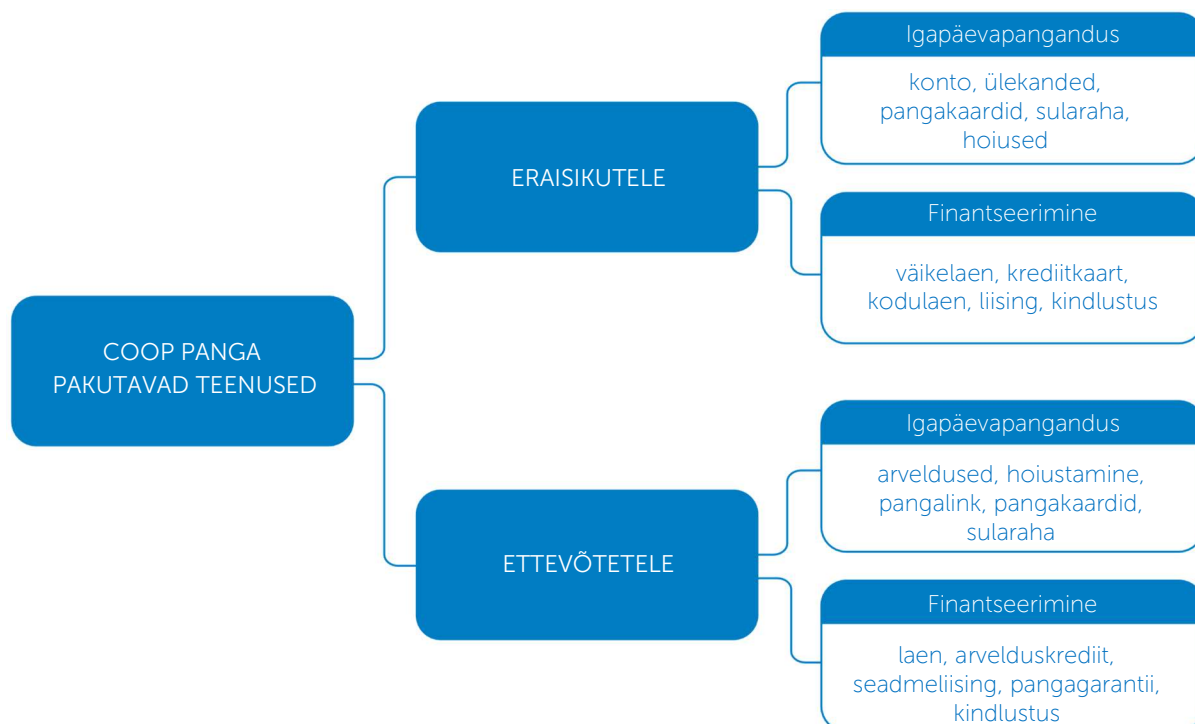 COOP PANGA
PAKUTAVAD TEENUSED
ERAISIKUTELE
Igapäevapangandus
konto, ülekanded,
pangakaardid, sularaha,
hoiused
Finantseerimine
väikelaen, krediitkaart,
kodulaen, liising, kindlustus
ETTEVÕTETELE
Igapäevapangandus
arveldused, hoiustamine,
pangalink, pangakaardid,
sularaha
Finantseerimine
laen, arvelduskrediit,
seadmeliising, pangagarantii,
kindlustus